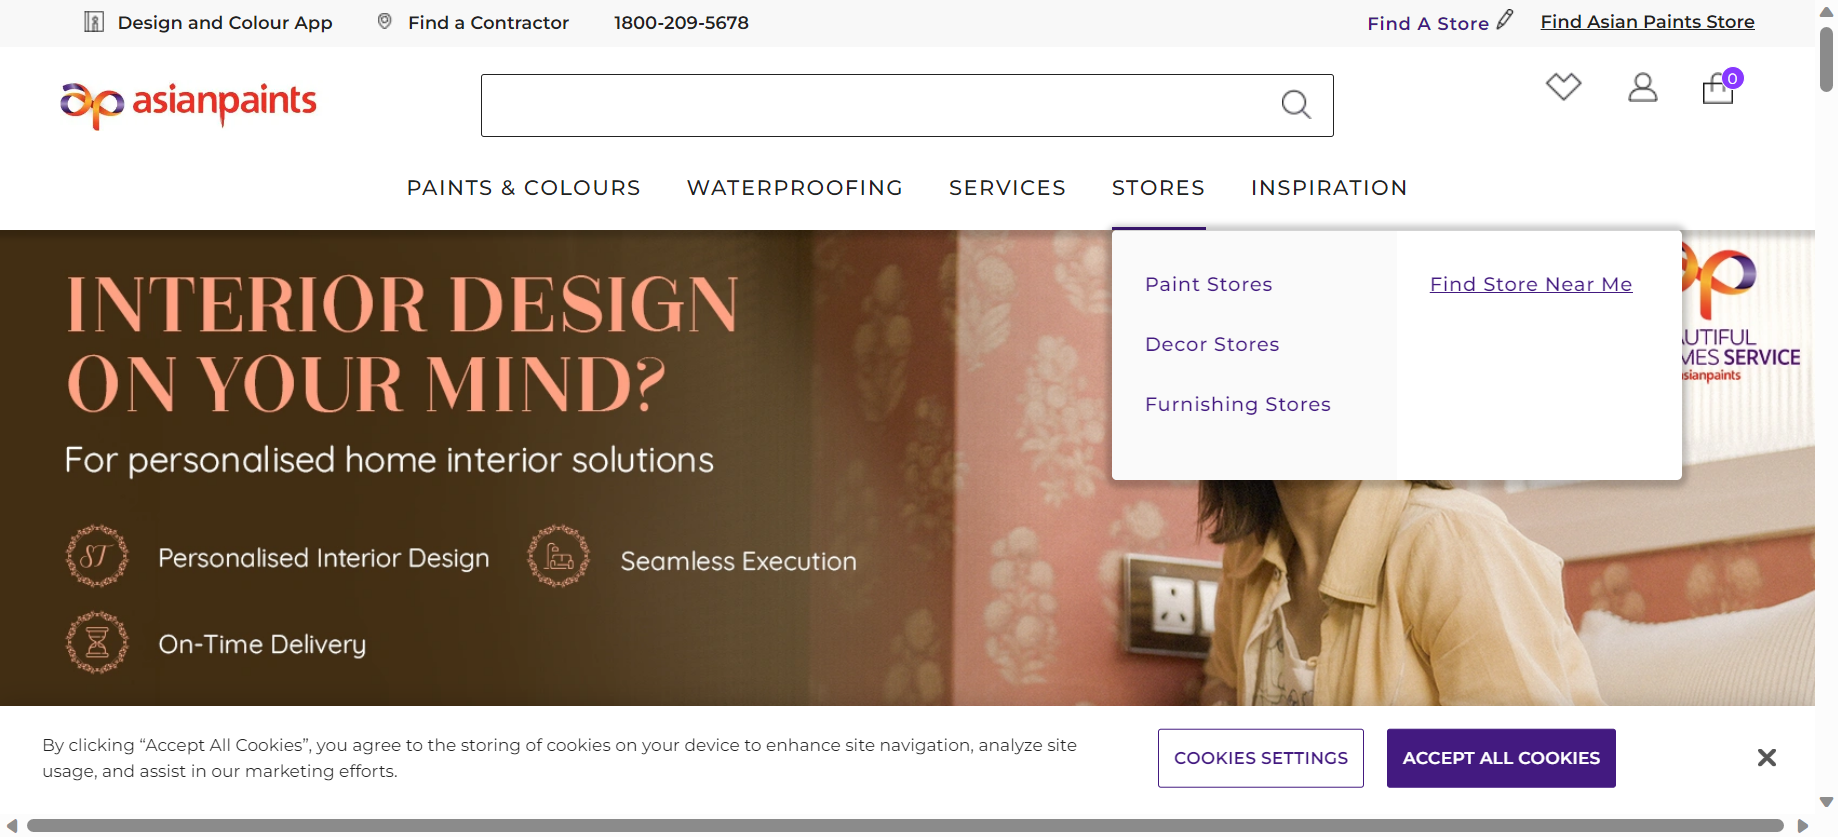 Design and Colour App
Find a Contractor
1800-209-5678
Find A Store
Find Asian Paints Store
asianpaints
0
PAINTS & COLOURS
WATERPROOFING
SERVICES
STORES
INSPIRATION
Paint Stores
Decor Stores
Furnishing Stores
Find Store Near Me
INTERIOR DESIGN
ON YOUR MIND?
For personalised home interior solutions
ST
Personalised Interior Design
Seamless Execution
On-Time Delivery
UTIFUL
MES SERVICE
sianpaints
By clicking “Accept All Cookies”, you agree to the storing of cookies on your device to enhance site navigation, analyze site
usage, and assist in our marketing efforts.
COOKIES SETTINGS
ACCEPT ALL COOKIES